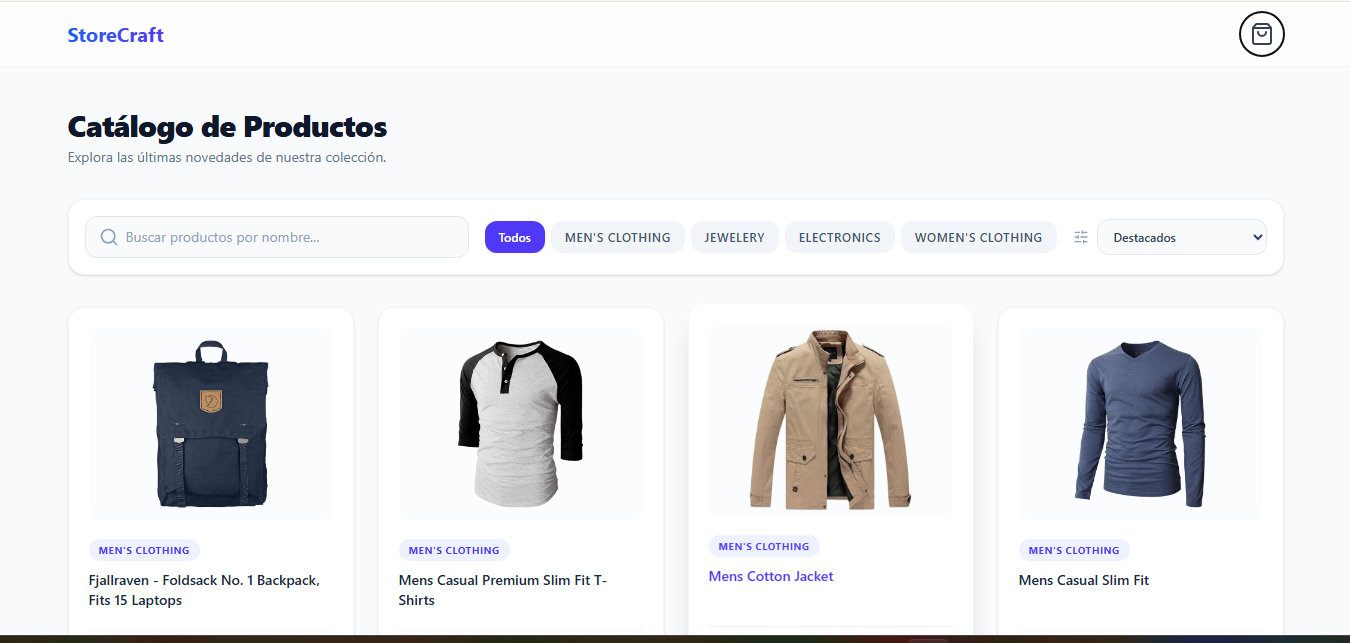 StoreCraft
Catálogo de Productos
Explora las últimas novedades de nuestra colección.
Buscar productos por nombre...
Todos
MEN'S CLOTHING
JEWELERY
ELECTRONICS
WOMEN'S CLOTHING
Destacados
MEN'S CLOTHING
Fjallraven - Foldsack No. 1 Backpack,
Fits 15 Laptops
MEN'S CLOTHING
Mens Casual Premium Slim Fit T-
Shirts
MEN'S CLOTHING
Mens Cotton Jacket
MEN'S CLOTHING
Mens Casual Slim Fit